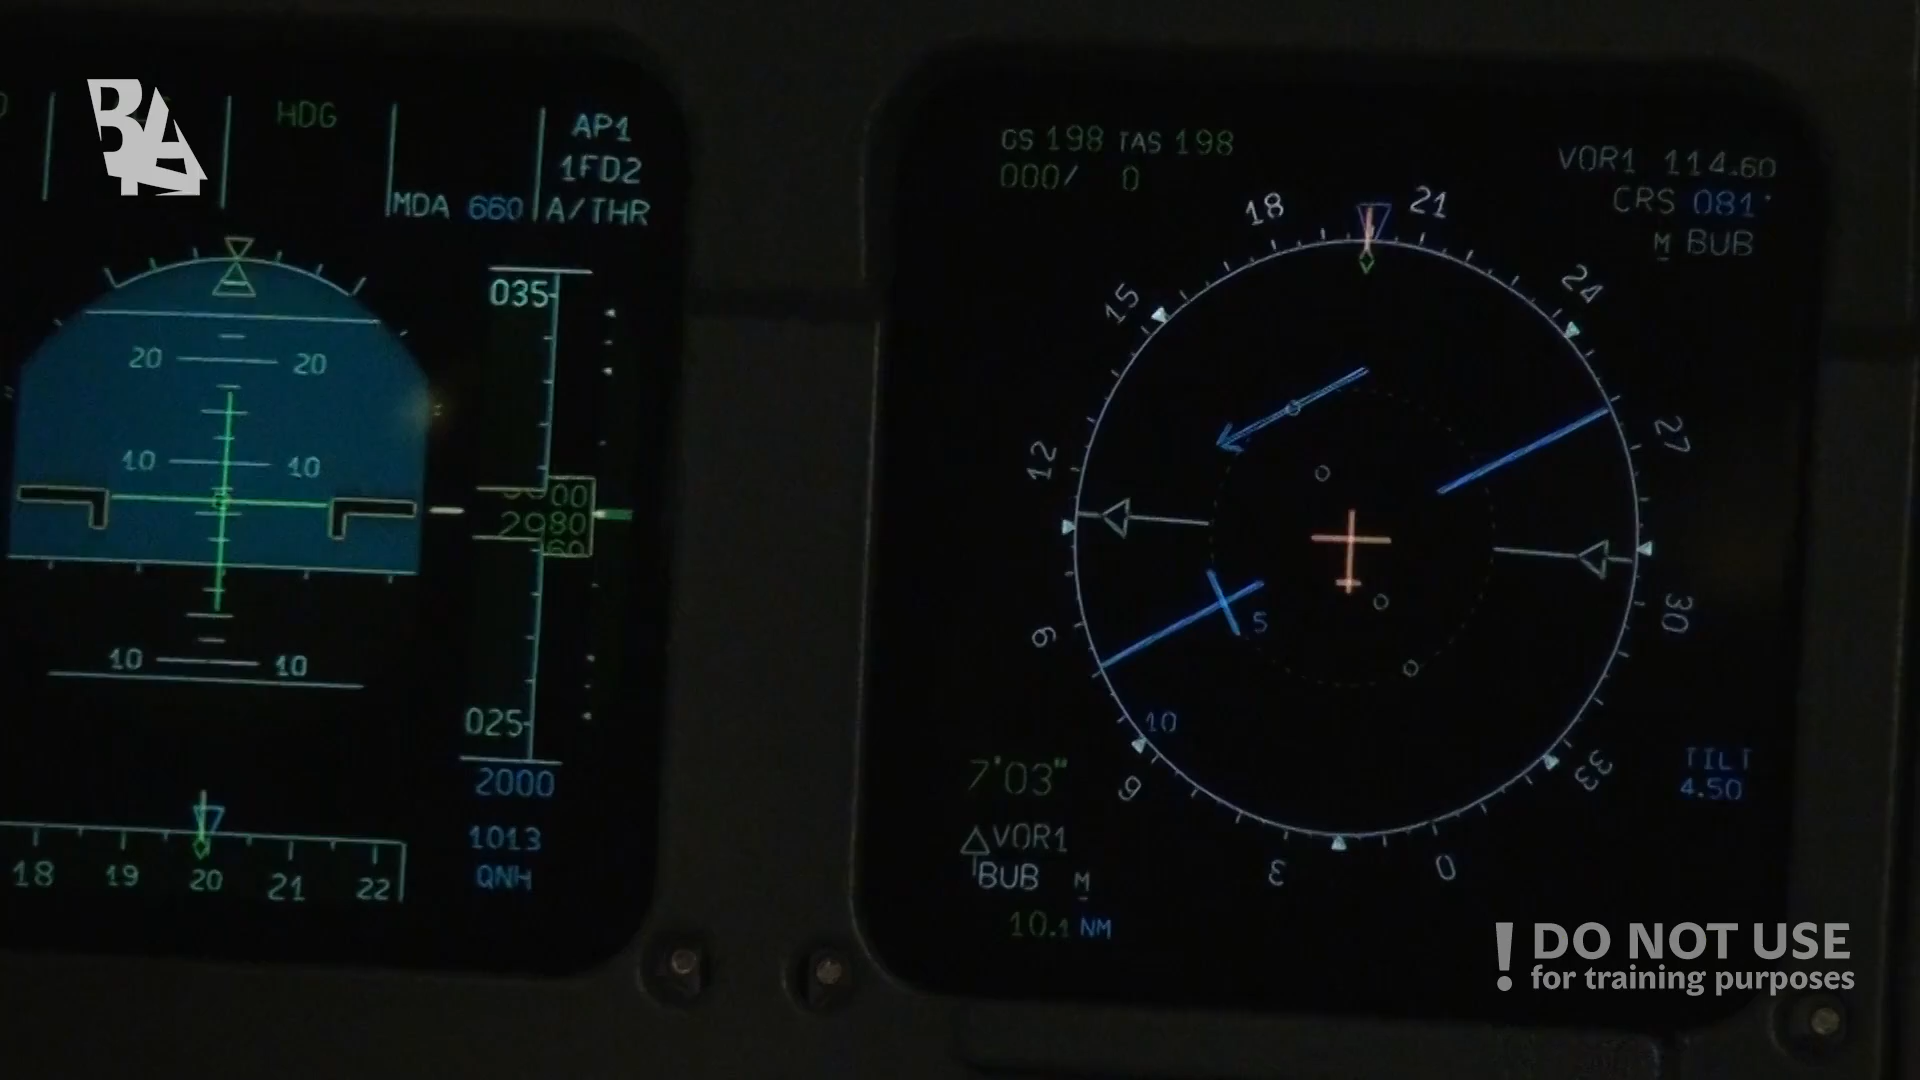 BAA
HDG
AP1
1FD2
MDA 660 A/THR
035
20 20
10 10
00
2980
60
10 10
025
2000
1013
QNH
18 19 20 21 22
GS 198 TAS 198
000/ 0
VOR1 114.60
CRS 081°
M BUB
18 21
24
15
27
12
30
9
5
10
33
6
3 0
TILT
4.50
7'03"
VOR1
BUB M
10.1 NM
! DO NOT USE
for training purposes